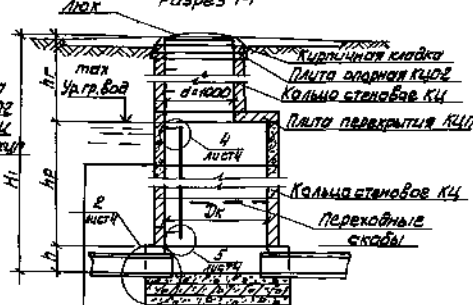 Разрез 1-1
Люк
Кирпичная кладка
Плита опорная КЦО2
d=1000
Кольцо стеновое КЦ
Плита перекрытия КЦП
max
Ур.гр.вод
hг
H1
4
лист4
hр
Кольцо стеновое КЦ
Dк
Переходные
скобы
2
лист4
5
лист4
h